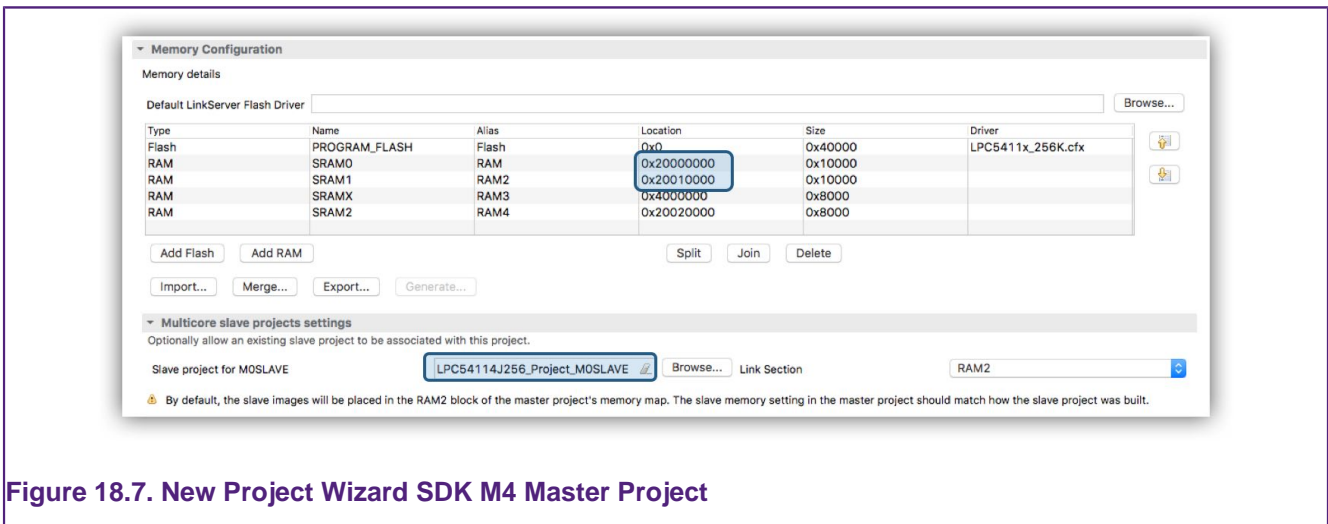 Memory Configuration
Memory details
Default LinkServer Flash Driver Browse...
Type Name Alias Location Size Driver
Flash PROGRAM_FLASH Flash 0x0 0x40000 LPC5411x_256K.cfx
RAM SRAM0 RAM 0x20000000 0x10000
RAM SRAM1 RAM2 0x20010000 0x10000
RAM SRAMX RAM3 0x4000000 0x8000
RAM SRAM2 RAM4 0x20020000 0x8000
Add Flash Add RAM Split Join Delete
Import... Merge... Export... Generate...
Multicore slave projects settings
Optionally allow an existing slave project to be associated with this project.
Slave project for M0SLAVE LPC54114J256_Project_M0SLAVE Browse... Link Section RAM2
By default, the slave images will be placed in the RAM2 block of the master project's memory map. The slave memory setting in the master project should match how the slave project was built.
Figure 18.7. New Project Wizard SDK M4 Master Project